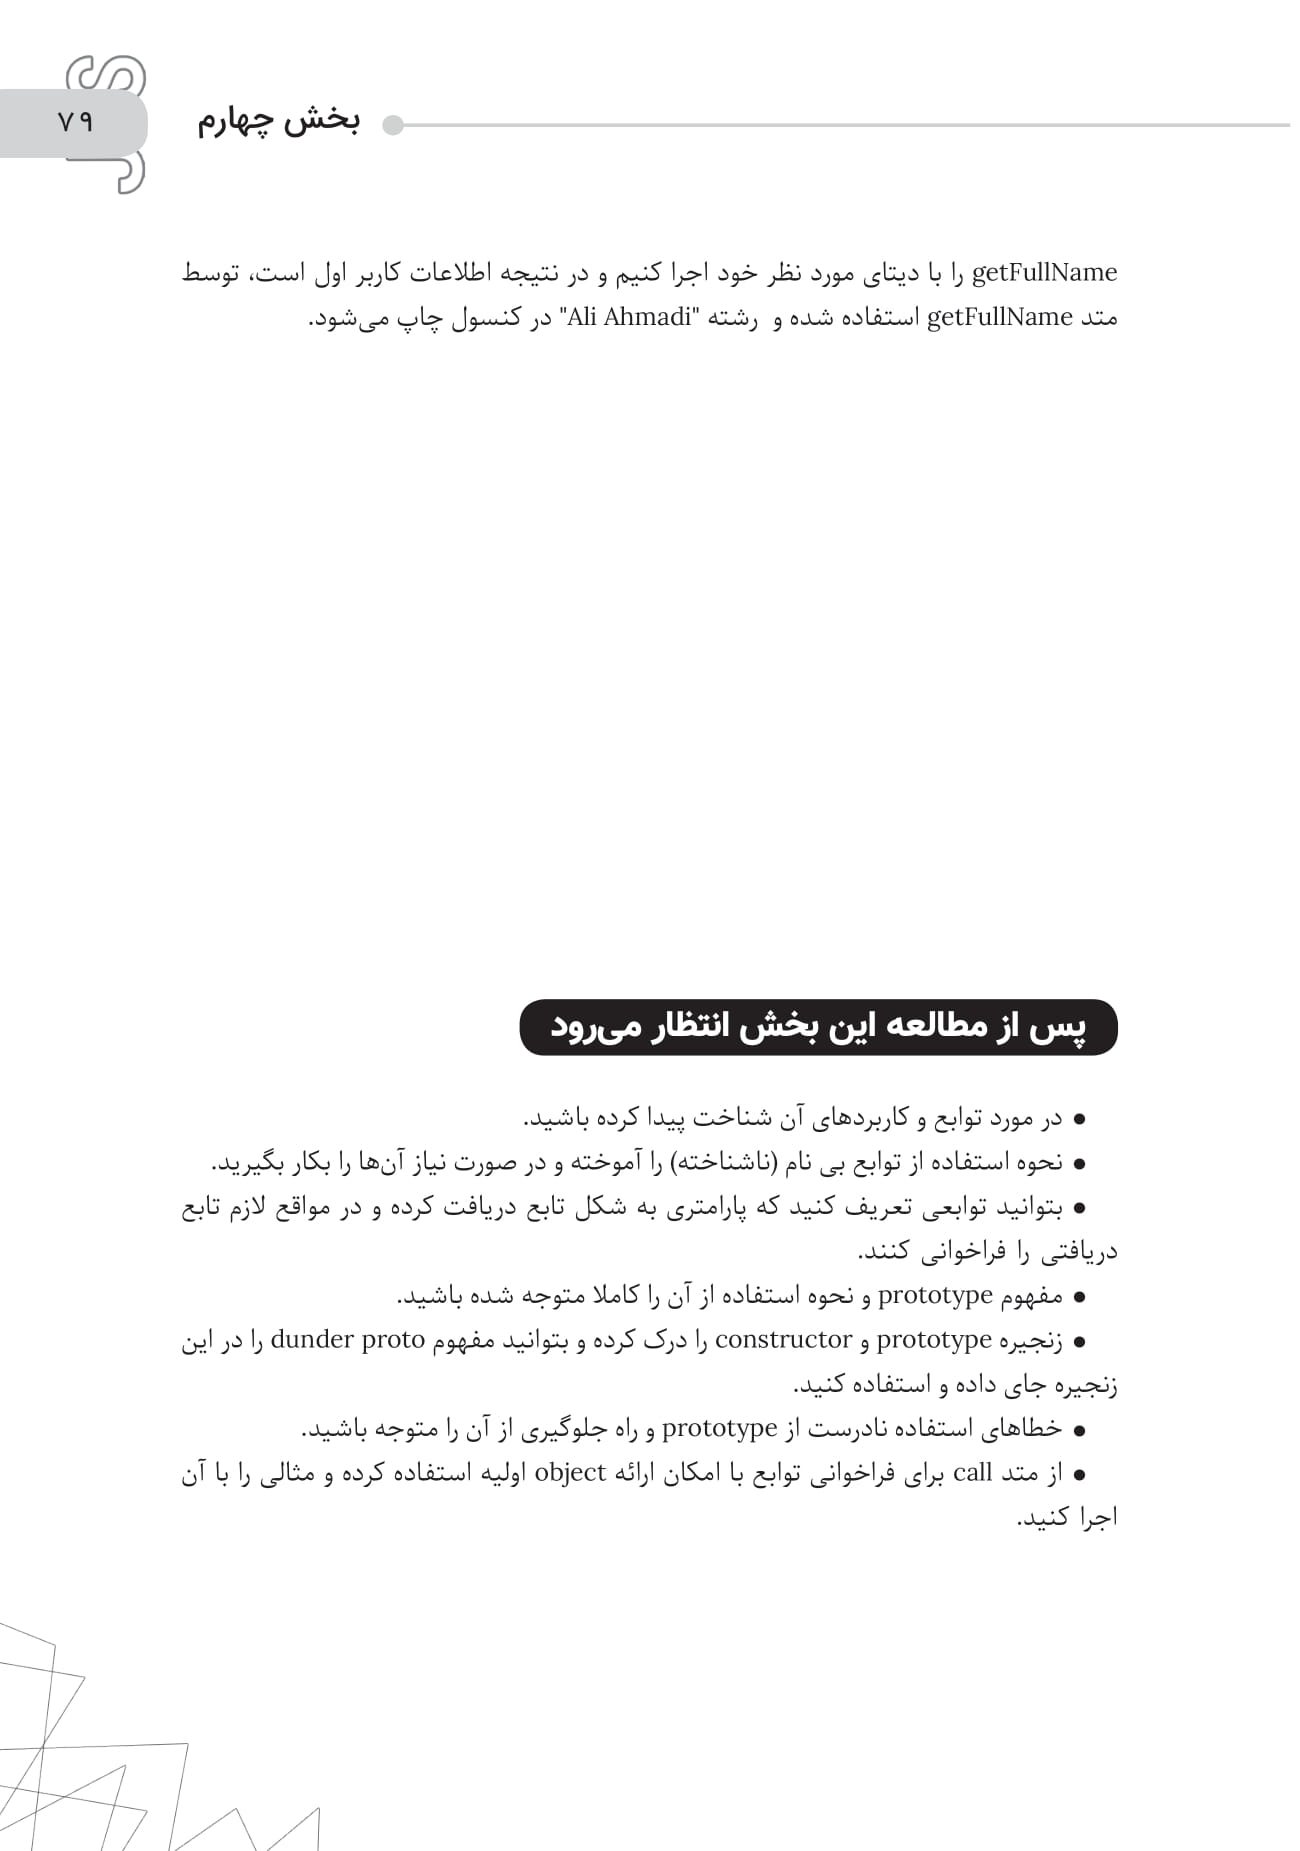 بخش چهارم
۷۹
getFullName را با دیتای مورد نظر خود اجرا کنیم و در نتیجه اطلاعات کاربر اول است، توسط
متد getFullName استفاده شده و رشته "Ali Ahmadi" در کنسول چاپ می‌شود.
پس از مطالعه این بخش انتظار می‌رود
● در مورد توابع و کاربردهای آن شناخت پیدا کرده باشید.
● نحوه استفاده از توابع بی نام (ناشناخته) را آموخته و در صورت نیاز آن‌ها را بکار بگیرید.
● بتوانید توابعی تعریف کنید که پارامتری به شکل تابع دریافت کرده و در مواقع لازم تابع
دریافتی را فراخوانی کنند.
● مفهوم prototype و نحوه استفاده از آن را کاملا متوجه شده باشید.
● زنجیره prototype و constructor را درک کرده و بتوانید مفهوم dunder proto را در این
زنجیره جای داده و استفاده کنید.
● خطاهای استفاده نادرست از prototype و راه جلوگیری از آن را متوجه باشید.
● از متد call برای فراخوانی توابع با امکان ارائه object اولیه استفاده کرده و مثالی را با آن
اجرا کنید.